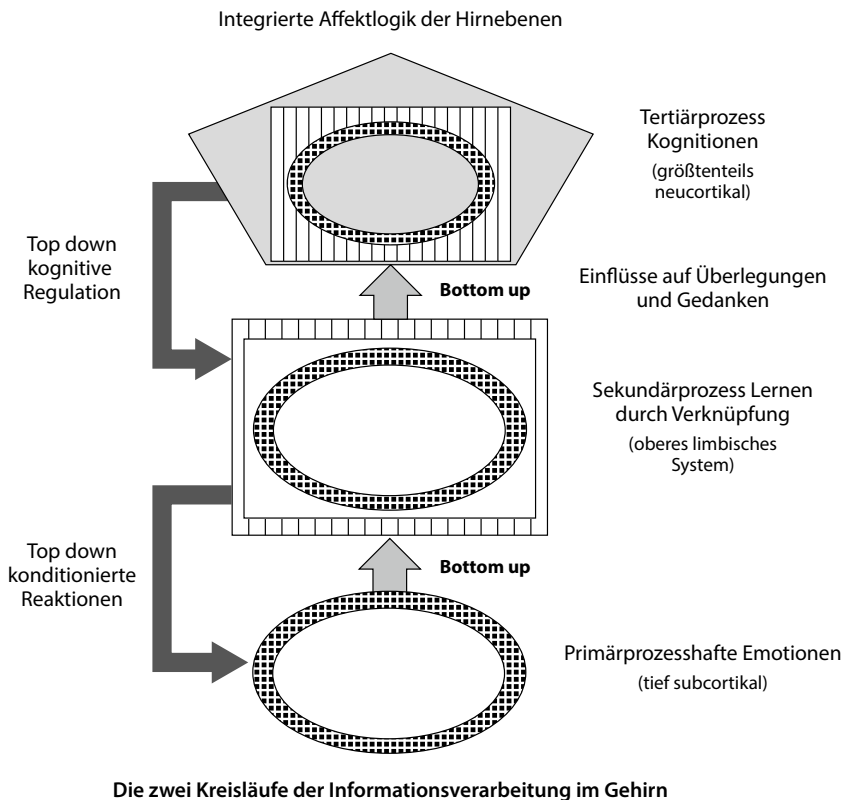 Integrierte Affektlogik der Hirnebenen
Tertiärprozess
Kognitionen
(größtenteils
neucortikal)
Top down
kognitive
Regulation
Bottom up
Einflüsse auf Überlegungen
und Gedanken
Sekundärprozess Lernen
durch Verknüpfung
(oberes limbisches
System)
Top down
konditionierte
Reaktionen
Bottom up
Primärprozesshafte Emotionen
(tief subcortikal)
Die zwei Kreisläufe der Informationsverarbeitung im Gehirn